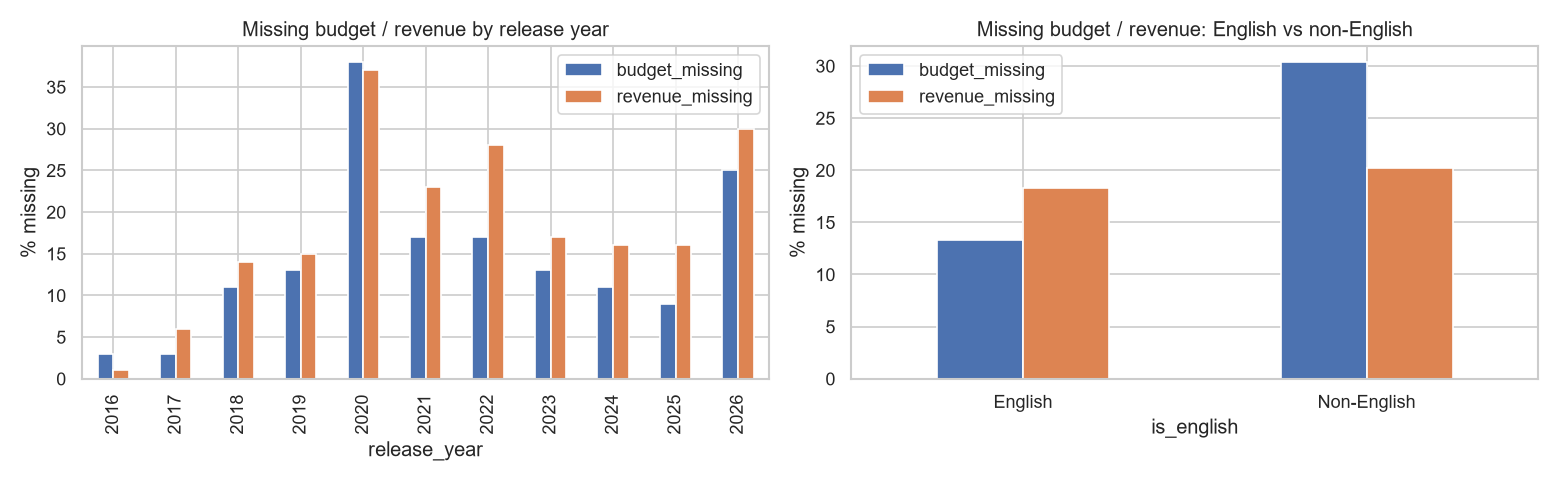 Missing budget / revenue by release year
budget_missing
revenue_missing
% missing
35
30
25
20
15
10
5
0
2016 2017 2018 2019 2020 2021 2022 2023 2024 2025 2026
release_year
Missing budget / revenue: English vs non-English
budget_missing
revenue_missing
% missing
30
25
20
15
10
5
0
English Non-English
is_english